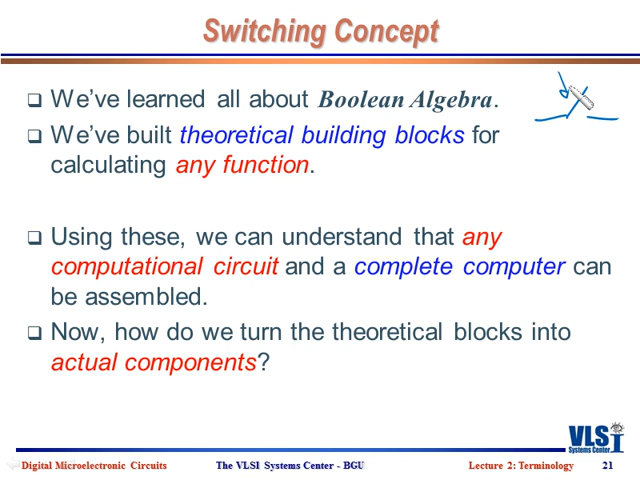 Switching Concept
We've learned all about Boolean Algebra.
We've built theoretical building blocks for
calculating any function.
Using these, we can understand that any
computational circuit and a complete computer can
be assembled.
Now, how do we turn the theoretical blocks into
actual components?
VLSI
Systems Center
Digital Microelectronic Circuits The VLSI Systems Center - BGU Lecture 2: Terminology 21